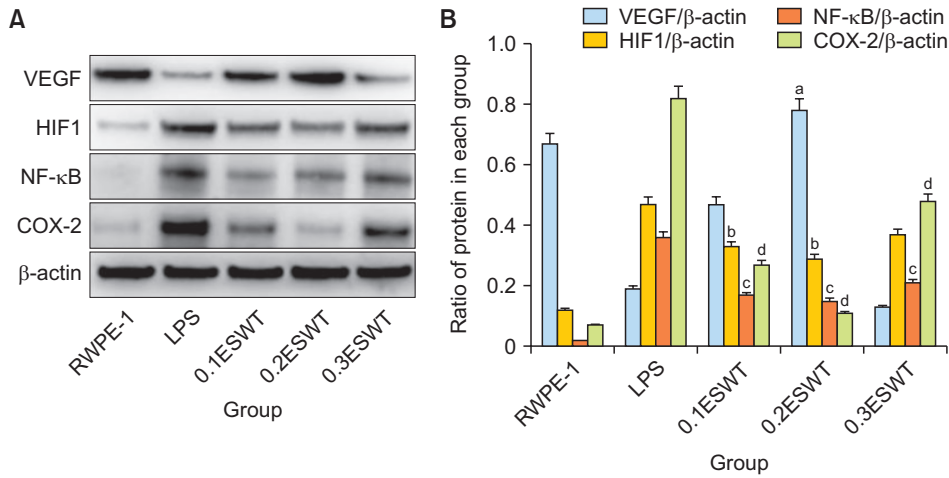 A
VEGF
HIF1
NF-κB
COX-2
β-actin
RWPE-1
LPS
0.1ESWT
0.2ESWT
0.3ESWT
Group
B
VEGF/β-actin
NF-κB/β-actin
HIF1/β-actin
COX-2/β-actin
Ratio of protein in each group
1.0
0.8
0.6
0.4
0.2
0
a
b
c
d
b
c
d
c
d
RWPE-1
LPS
0.1ESWT
0.2ESWT
0.3ESWT
Group